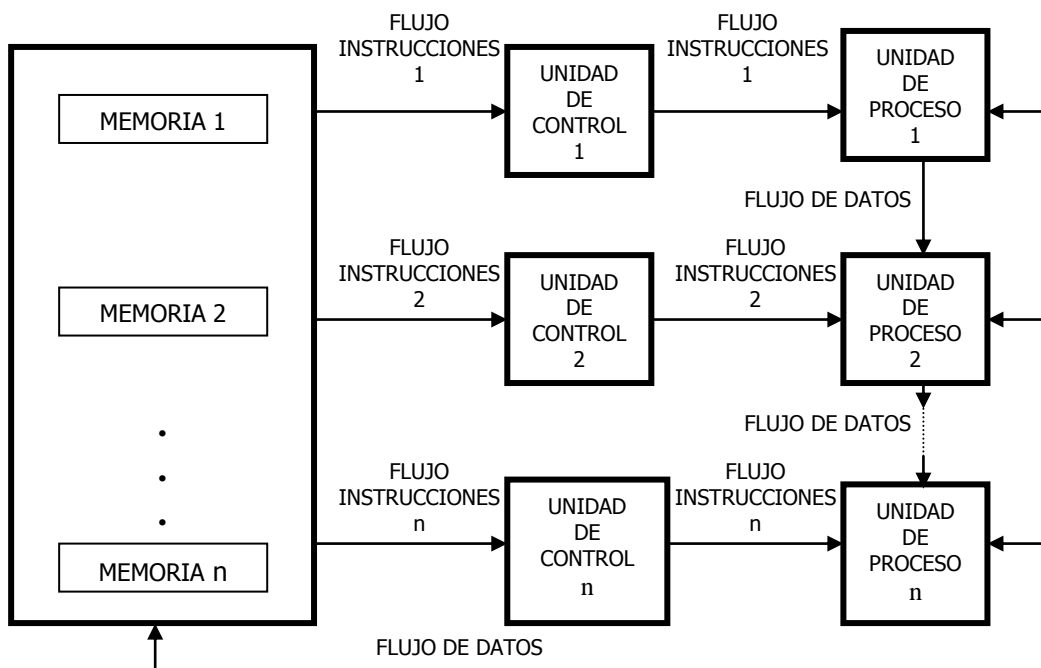 FLUJO
INSTRUCCIONES
1
FLUJO
INSTRUCCIONES
1
MEMORIA 1
UNIDAD
DE
CONTROL
1
UNIDAD
DE
PROCESO
1
FLUJO DE DATOS
FLUJO
INSTRUCCIONES
2
FLUJO
INSTRUCCIONES
2
MEMORIA 2
UNIDAD
DE
CONTROL
2
UNIDAD
DE
PROCESO
2
FLUJO DE DATOS
FLUJO
INSTRUCCIONES
n
FLUJO
INSTRUCCIONES
n
MEMORIA n
UNIDAD
DE
CONTROL
n
UNIDAD
DE
PROCESO
n
FLUJO DE DATOS